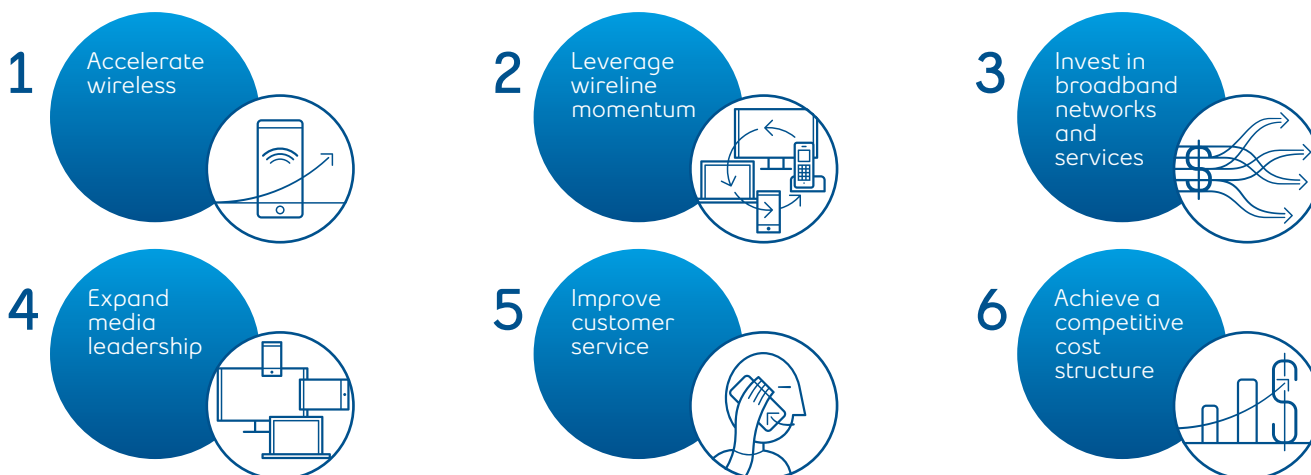 1
Accelerate
wireless
2
Leverage
wireline
momentum
3
Invest in
broadband
networks
and
services
$
4
Expand
media
leadership
5
Improve
customer
service
6
Achieve a
competitive
cost
structure
$